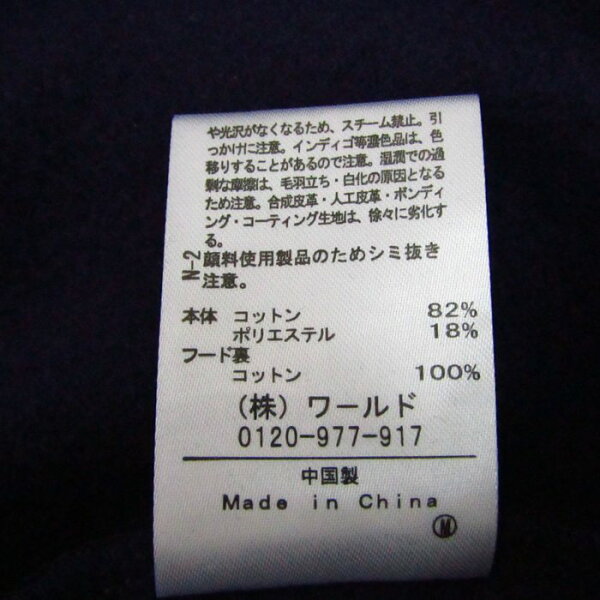 や光沢がなくなるため、スチーム禁止。引
っかけに注意。インディゴ等濃色品は、色
移りすることがあるので注意。湿潤での過
剰な摩擦は、毛羽立ち・白化の原因となる
ため注意。合成皮革・人工皮革・ボンディ
ング・コーティング生地は、徐々に劣化す
る。
N-2
顔料使用製品のためシミ抜き
注意。
本体 コットン 82%
ポリエステル 18%
フード裏
コットン 100%
(株) ワールド
0120-977-917
中国製
Made in China
M